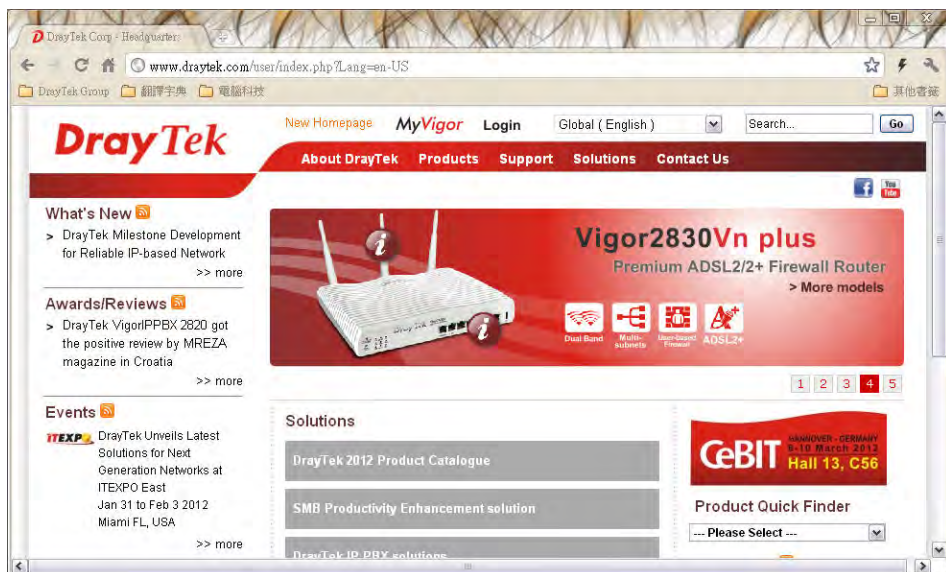 DrayTek Corp - Headquarter
www.draytek.com/user/index.php?Lang=en-US
DrayTek Group 翻譯字典 電腦科技 其他書籤
DrayTek
New Homepage MyVigor Login Global ( English ) Search... Go
About DrayTek Products Support Solutions Contact Us
You Tube
What's New
> DrayTek Milestone Development
for Reliable IP-based Network
>> more
Awards/Reviews
> DrayTek VigorIPPBX 2820 got
the positive review by MREZA
magazine in Croatia
>> more
Events
ITEXPO DrayTek Unveils Latest
Solutions for Next
Generation Networks at
ITEXPO East
Jan 31 to Feb 3 2012
Miami FL, USA
>> more
Vigor2830Vn plus
Premium ADSL2/2+ Firewall Router
> More models
Dual Band Multi-subnets User-based Firewall ADSL2+
1 2 3 4 5
Solutions
DrayTek 2012 Product Catalogue
SMB Productivity Enhancement solution
DrayTek IP PBX solutions
CeBIT
HANNOVER - GERMANY
6-10 March 2012
Hall 13, C56
Product Quick Finder
--- Please Select ---